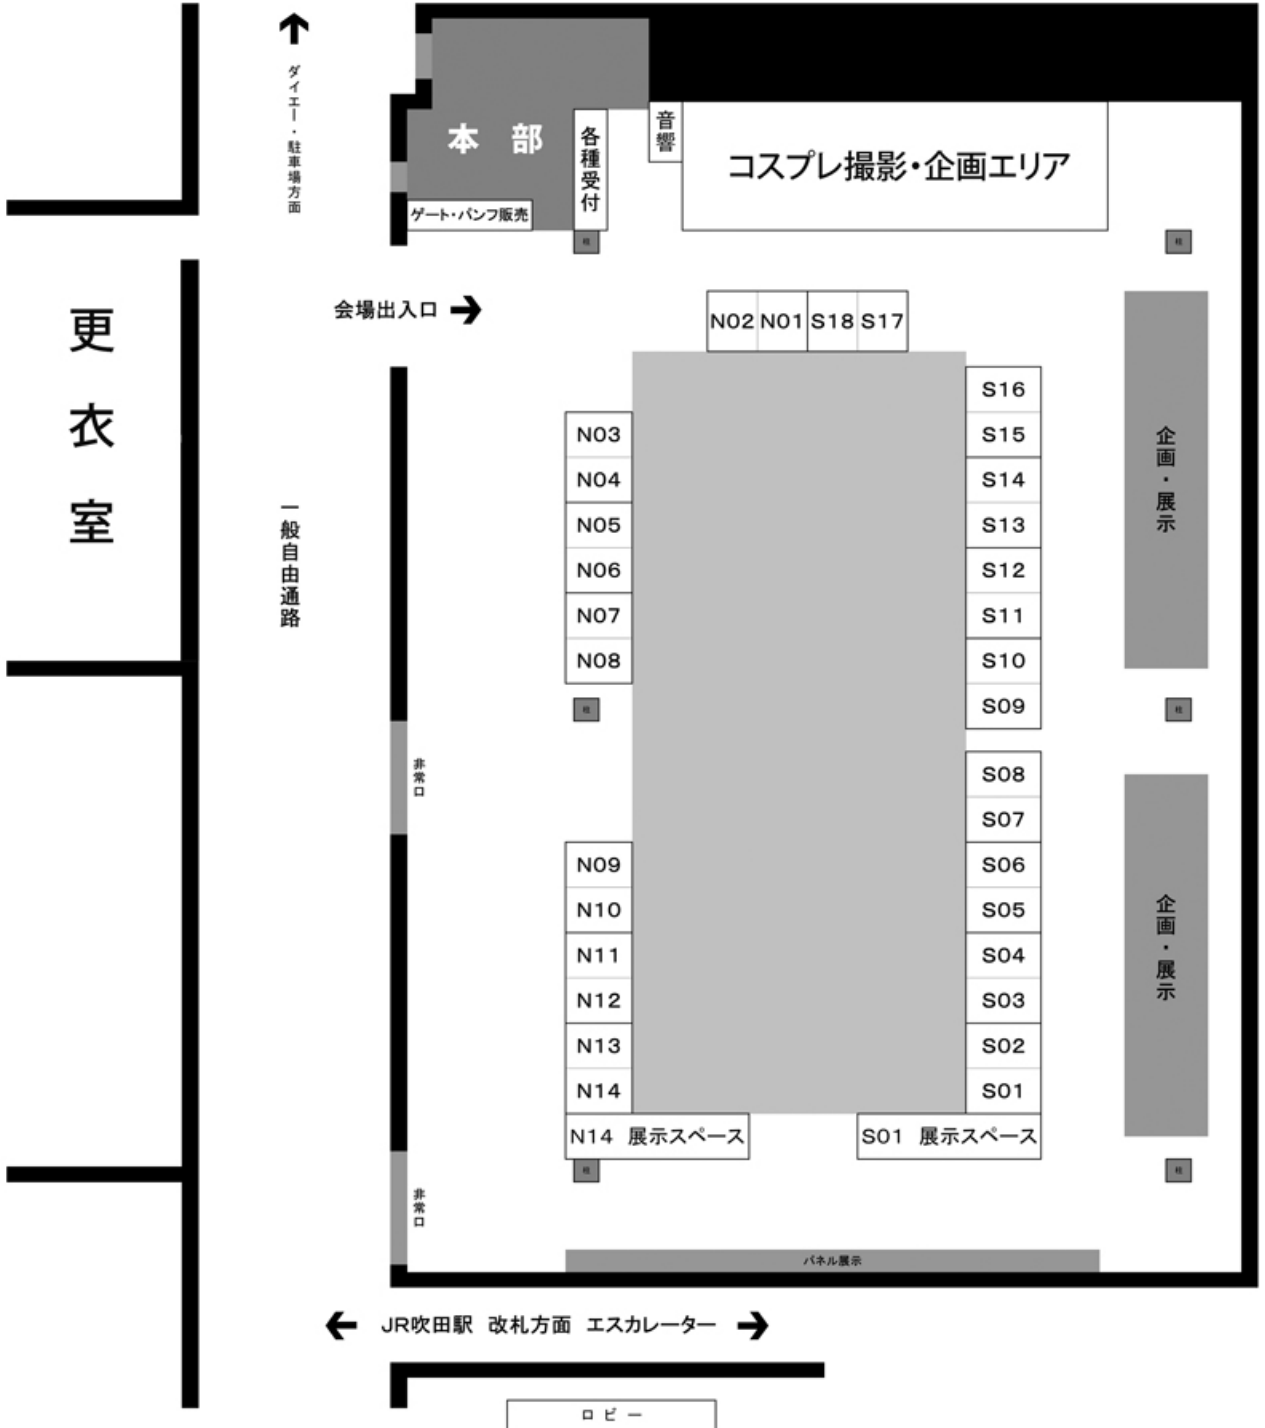 ダイエー・駐車場方面
本部
各種受付
音響
コスプレ撮影・企画エリア
ゲート・パンフ販売
柱
柱
会場出入口
N02 N01 S18 S17
更衣室
一般自由通路
N03
N04
N05
N06
N07
N08
柱
S16
S15
S14
S13
S12
S11
S10
S09
企画・展示
柱
非常口
S08
S07
S06
S05
S04
S03
S02
S01
N09
N10
N11
N12
N13
N14
企画・展示
N14 展示スペース
S01 展示スペース
柱
柱
非常口
パネル展示
JR吹田駅 改札方面 エスカレーター
ロビー